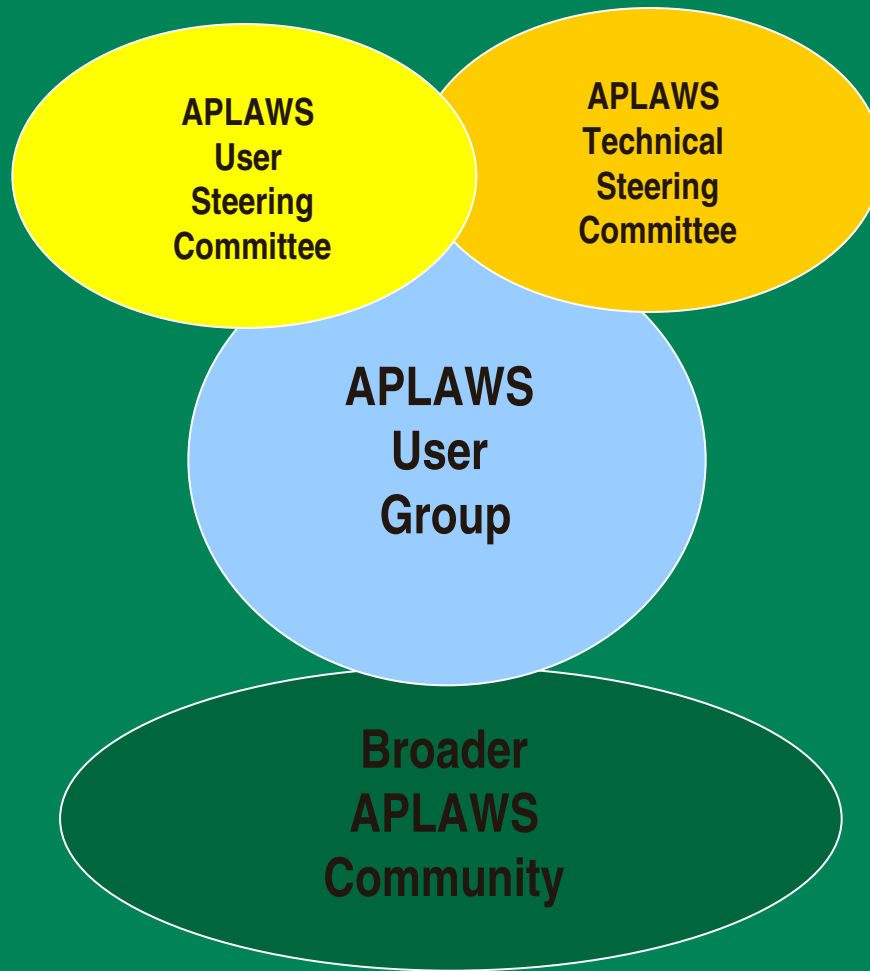 APLAWS
User
Steering
Committee
APLAWS
Technical
Steering
Committee
APLAWS
User
Group
Broader
APLAWS
Community